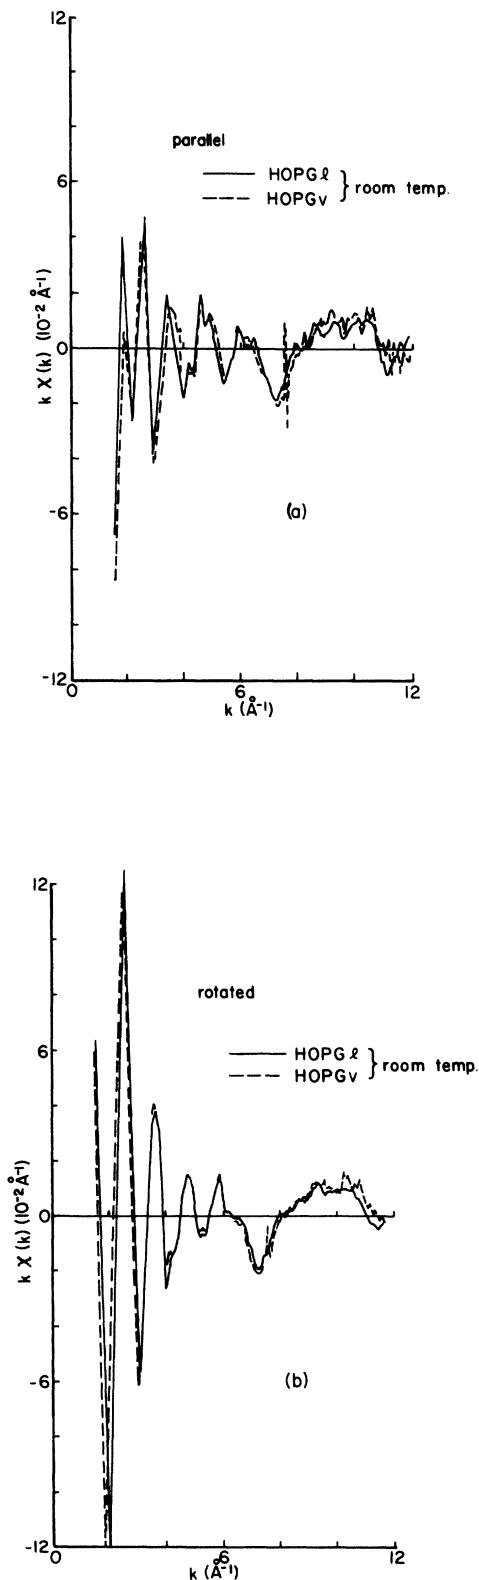 12
parallel
6
HOPGℓ
HOPGv
} room temp.
k χ(k) (10⁻² Å⁻¹)
0
-6
(a)
-12
0 6 12
k (Å⁻¹)
12
rotated
6
HOPGℓ
HOPGv
} room temp.
k χ(k) (10⁻² Å⁻¹)
0
-6
(b)
-12
0 6 12
k (Å⁻¹)